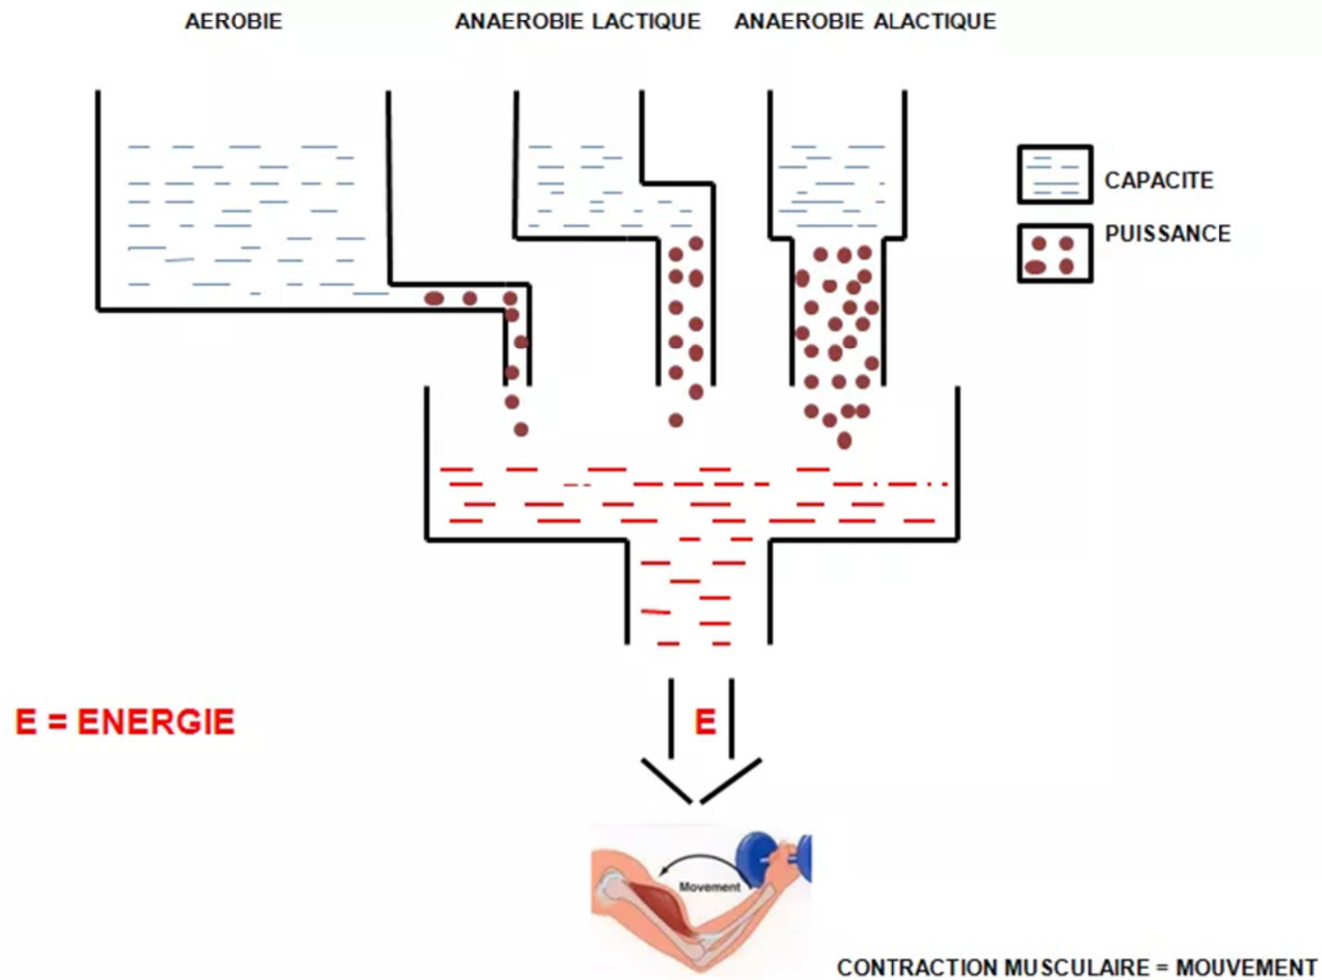 AEROBIE
ANAEROBIE LACTIQUE
ANAEROBIE ALACTIQUE
CAPACITE
PUISSANCE
E = ENERGIE
E
Movement
CONTRACTION MUSCULAIRE = MOUVEMENT